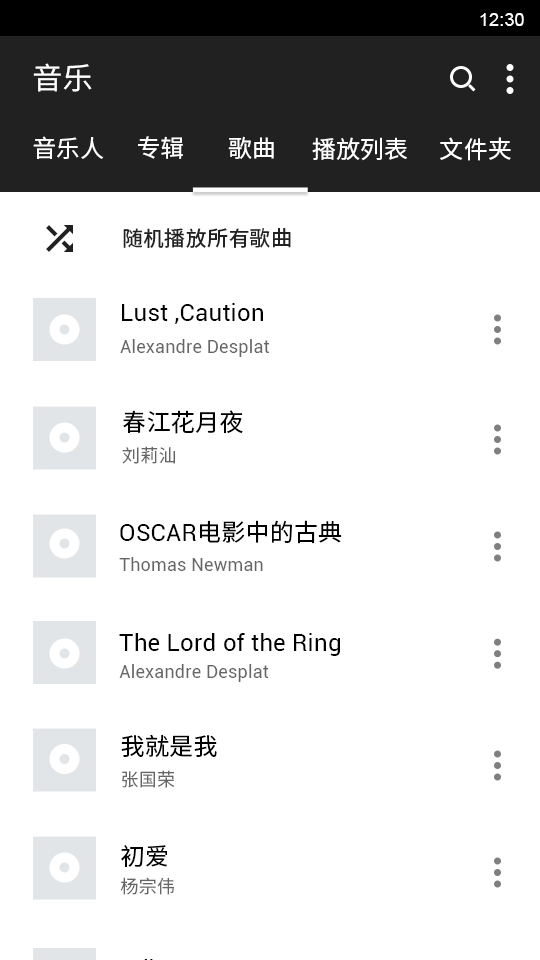 12:30
音乐
音乐人 专辑 歌曲 播放列表 文件夹
随机播放所有歌曲
Lust ,Caution
Alexandre Desplat
春江花月夜
刘莉汕
OSCAR电影中的古典
Thomas Newman
The Lord of the Ring
Alexandre Desplat
我就是我
张国荣
初爱
杨宗伟